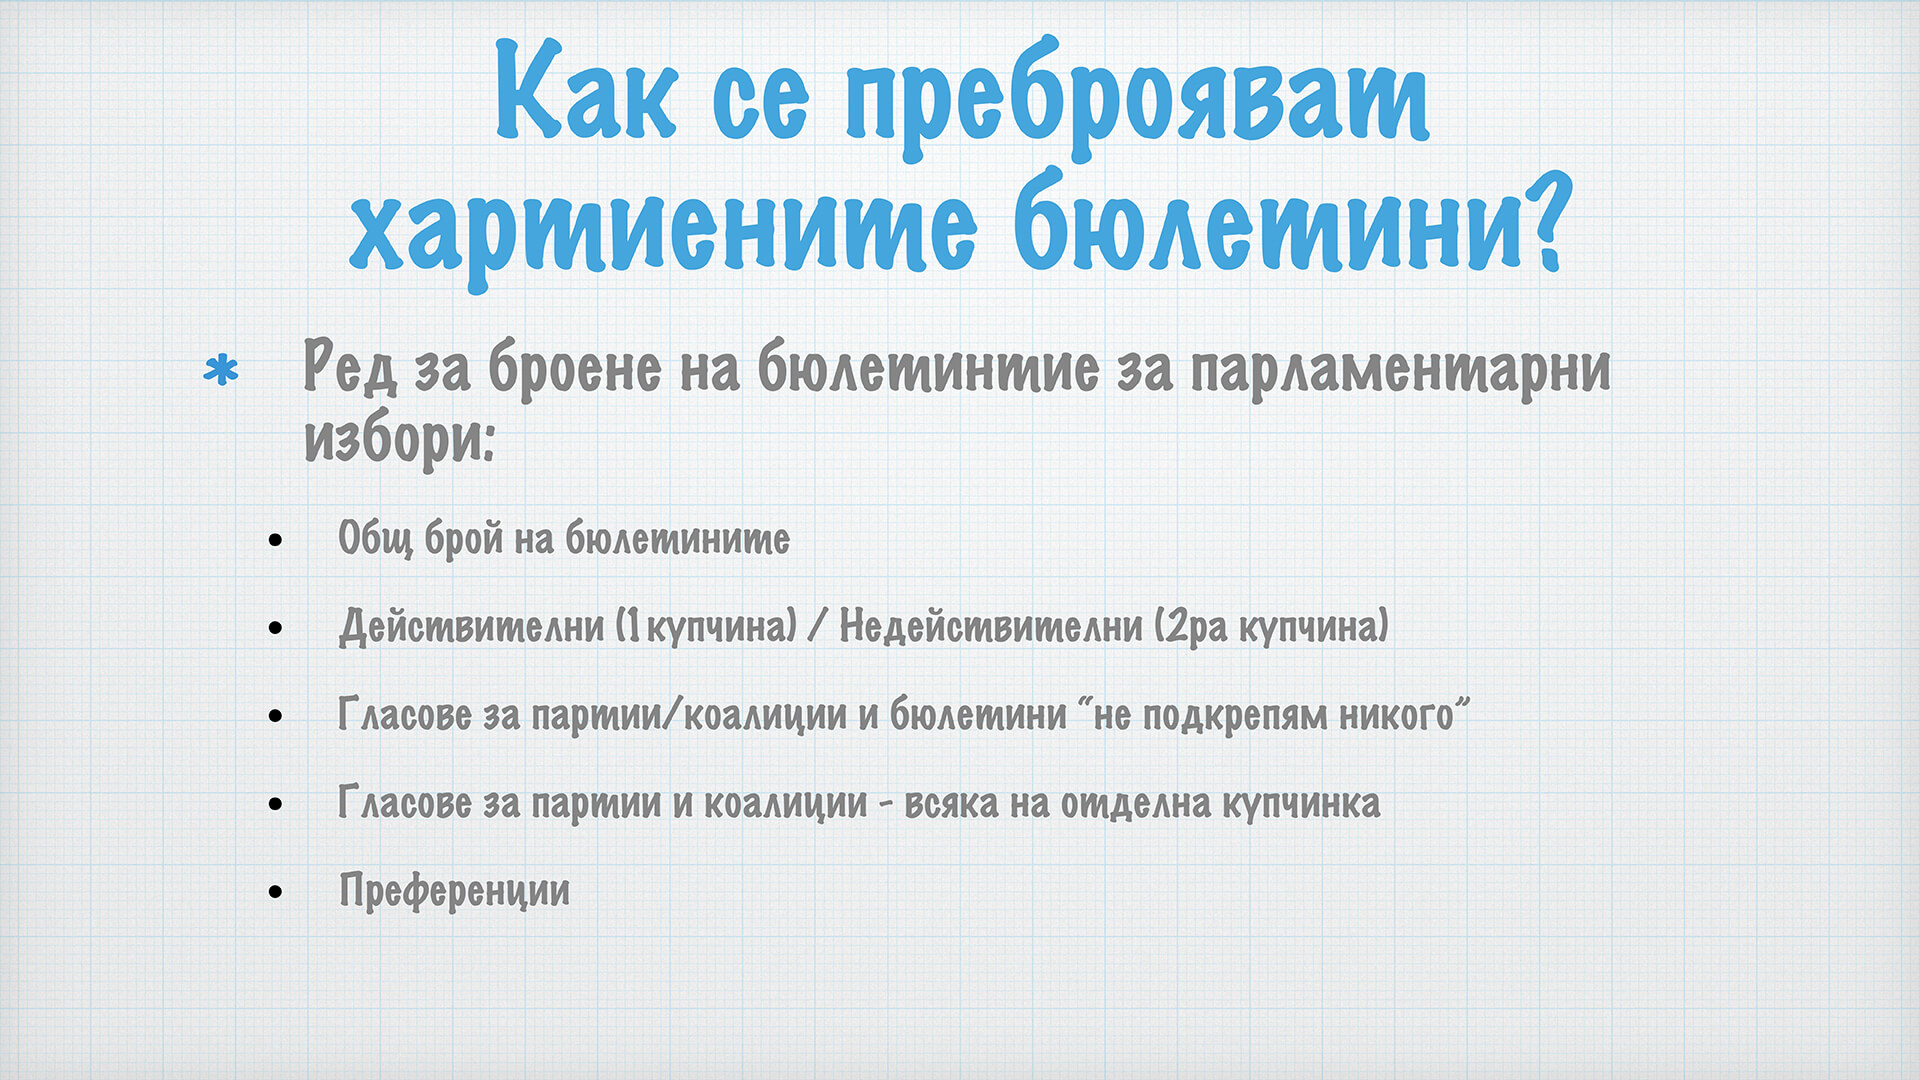 Как се преброяват
хартиените бюлетини?
* Ред за броене на бюлетинтие за парламентарни
избори:
• Общ брой на бюлетините
• Действителни (1 купчина) / Недействителни (2ра купчина)
• Гласове за партии/коалиции и бюлетини “не подкрепям никого”
• Гласове за партии и коалиции - всяка на отделна купчинка
• Преференции